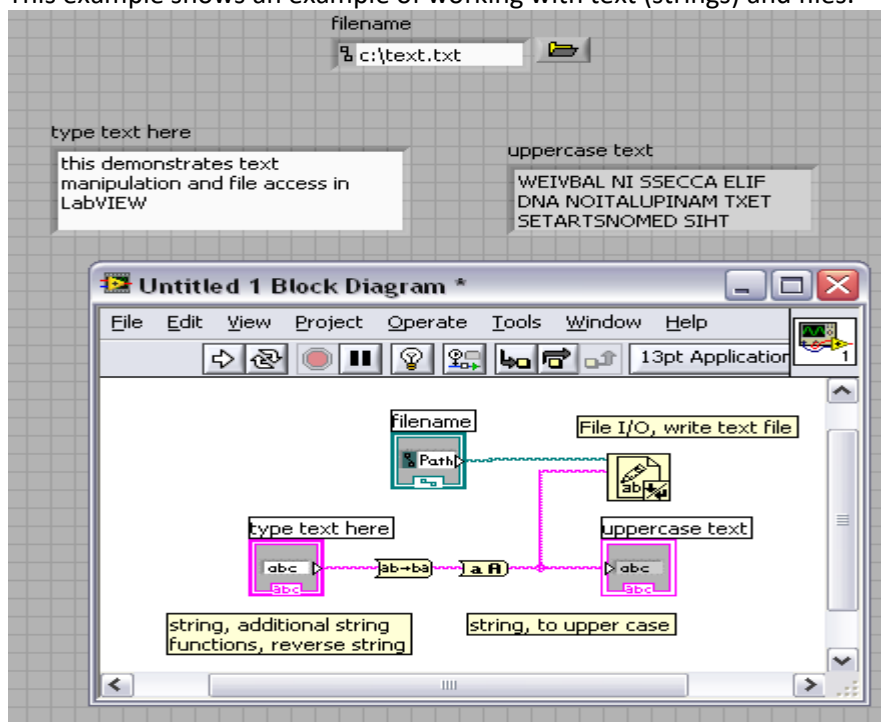 This example shows an example of working with text (strings) and files.
filename
c:\text.txt
type text here
this demonstrates text
manipulation and file access in
LabVIEW
uppercase text
WEIVBAL NI SSECCA ELIF
DNA NOITALUPINAM TXET
SETARTSNOMED SIHT
Untitled 1 Block Diagram *
File Edit View Project Operate Tools Window Help
13pt Application
1
filename
File I/O, write text file
Path
ab
type text here
uppercase text
abc
ab→ba
a A
abc
abc
abc
string, additional string
functions, reverse string
string, to upper case